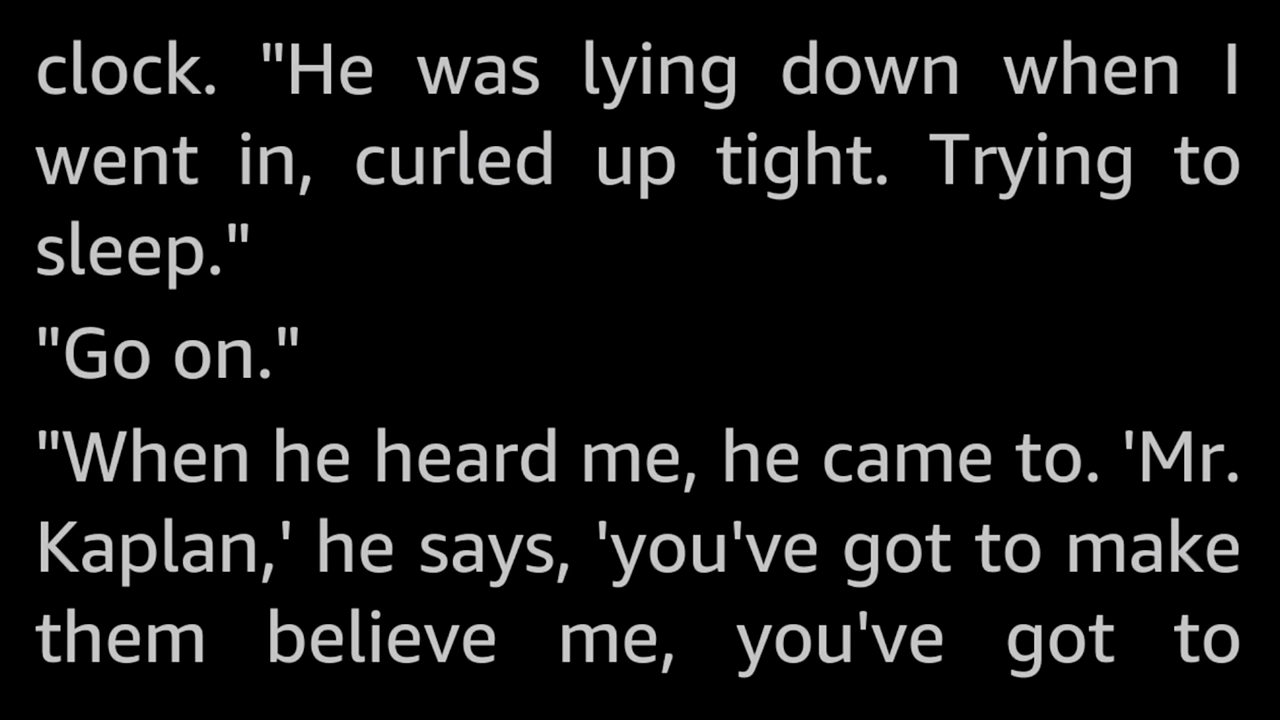 clock. "He was lying down when I
went in, curled up tight. Trying to
sleep."
"Go on."
"When he heard me, he came to. 'Mr.
Kaplan,' he says, 'you've got to make
them believe me, you've got to